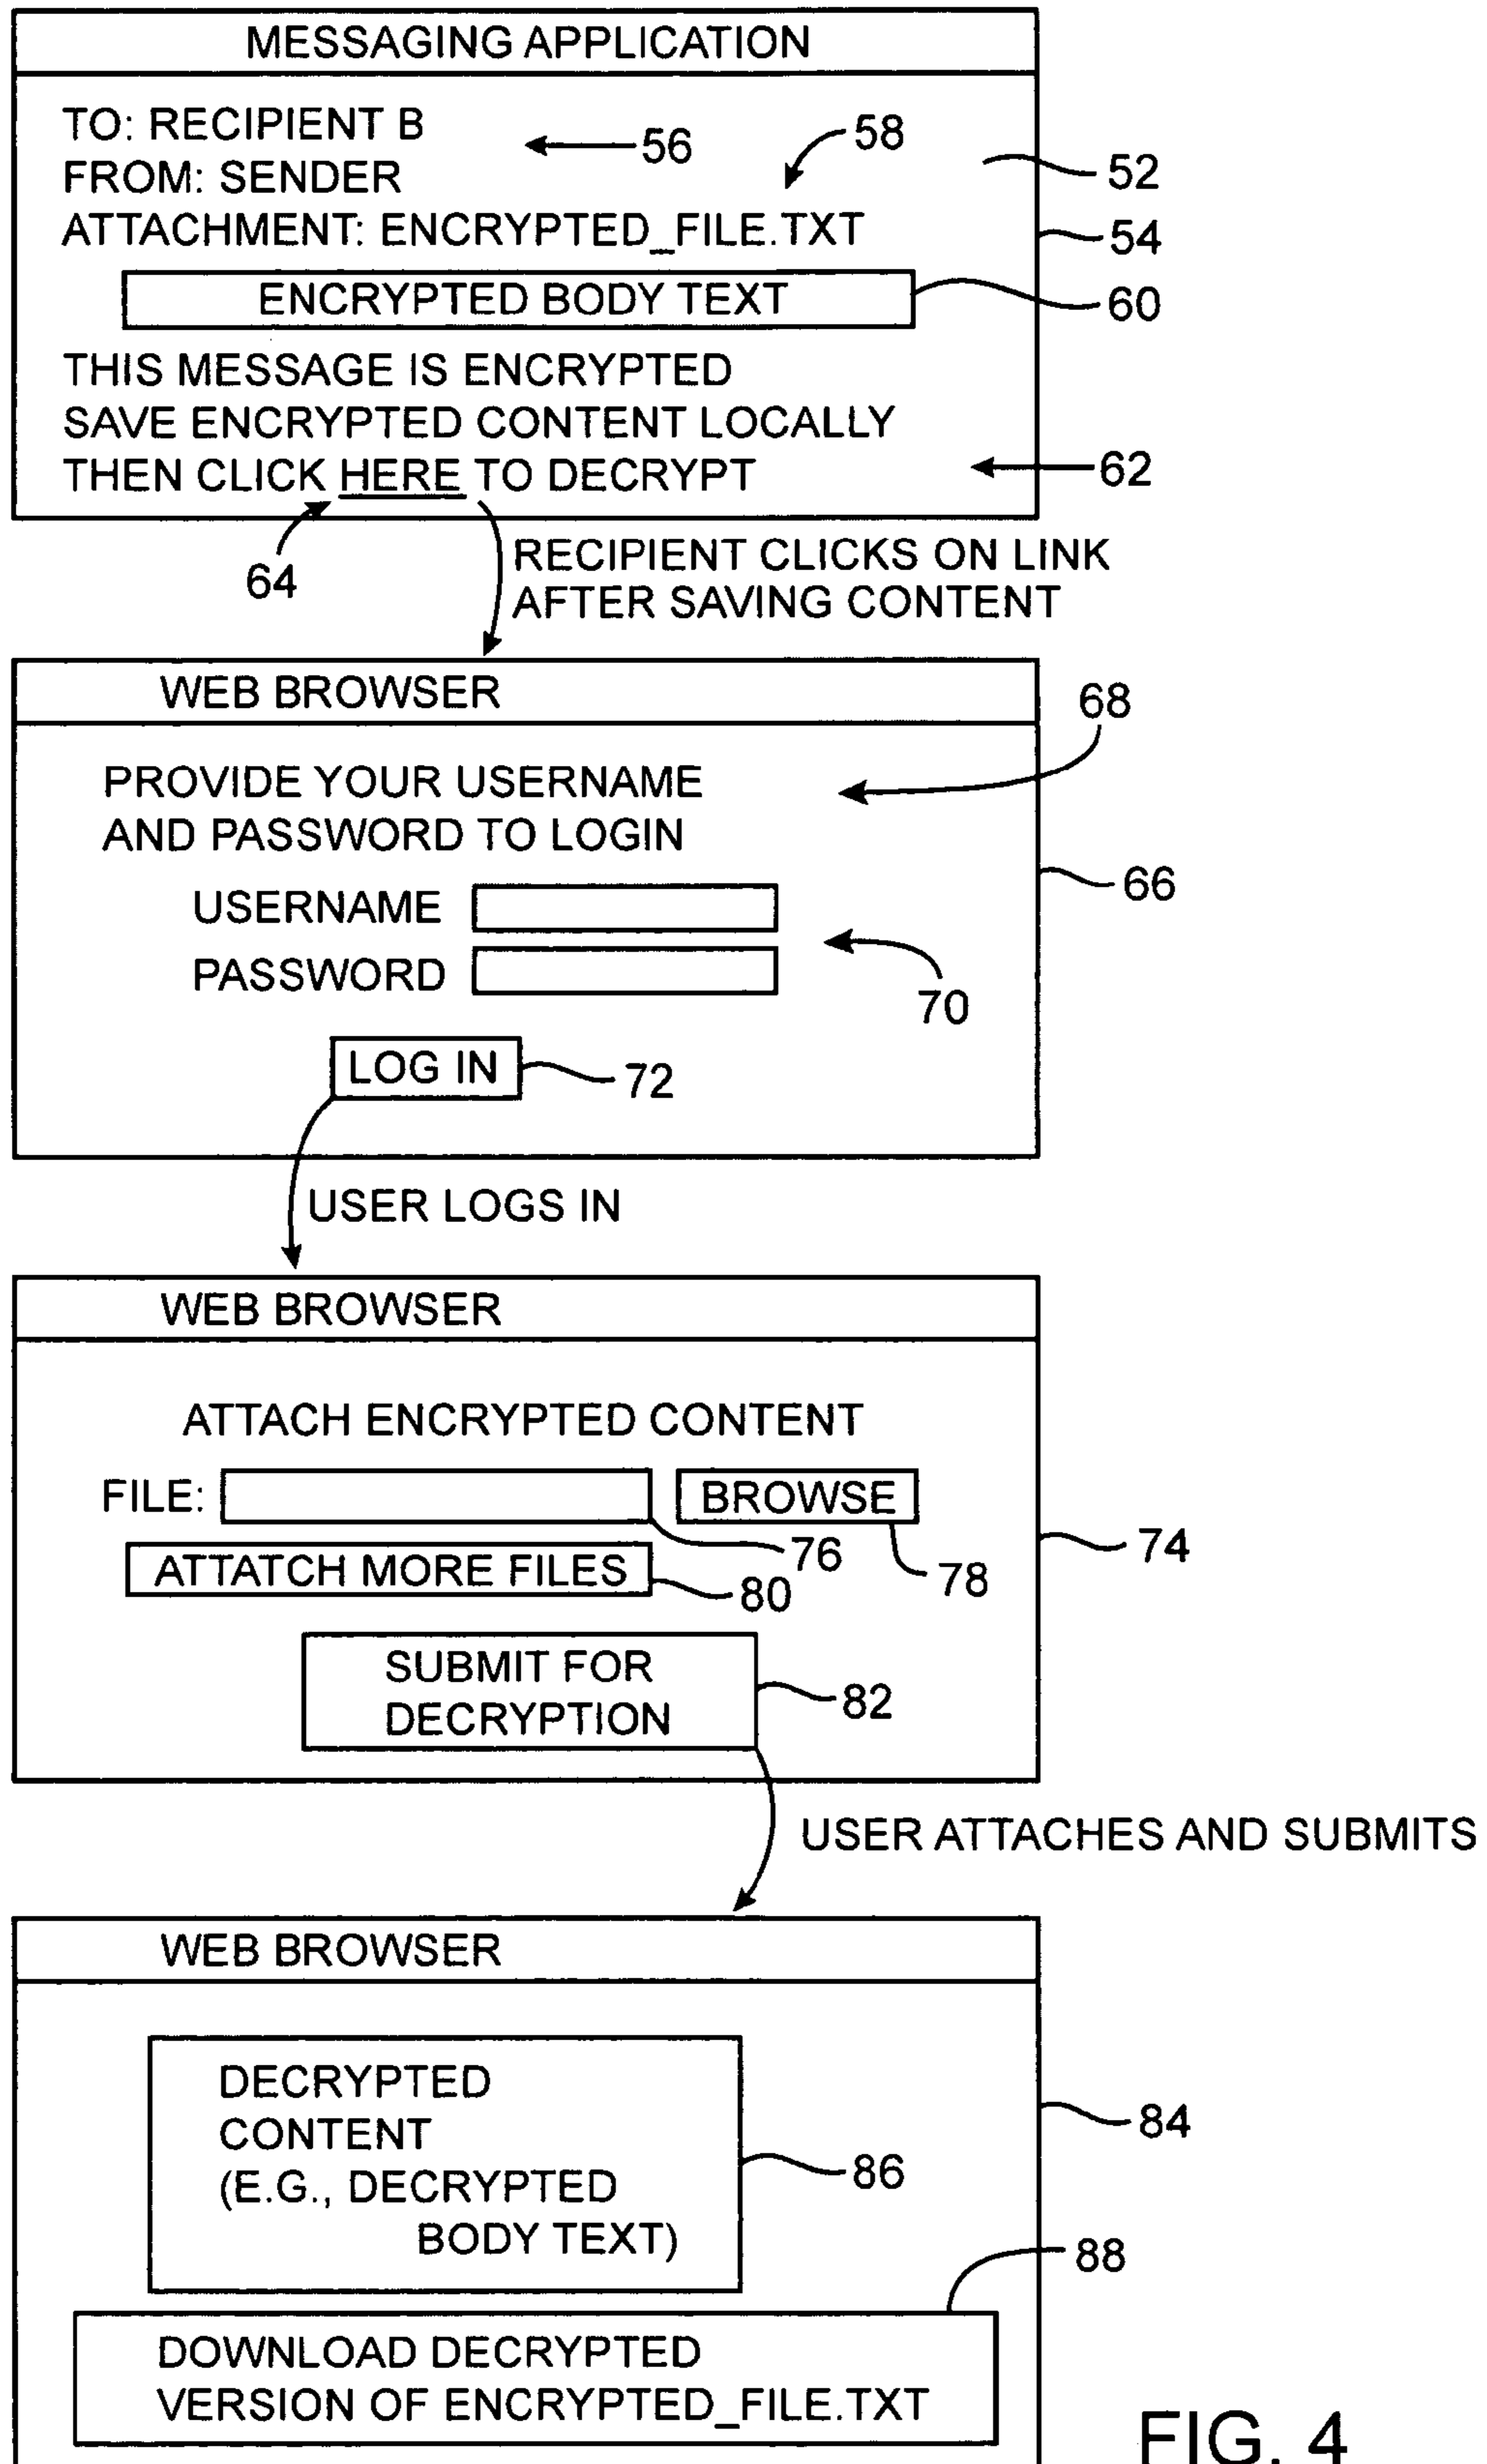 MESSAGING APPLICATION
TO: RECIPIENT B
56
58
FROM: SENDER
52
ATTACHMENT: ENCRYPTED_FILE.TXT
54
ENCRYPTED BODY TEXT
60
THIS MESSAGE IS ENCRYPTED
SAVE ENCRYPTED CONTENT LOCALLY
THEN CLICK HERE TO DECRYPT
62
64
RECIPIENT CLICKS ON LINK
AFTER SAVING CONTENT
WEB BROWSER
68
PROVIDE YOUR USERNAME
AND PASSWORD TO LOGIN
66
USERNAME
PASSWORD
70
LOG IN
72
USER LOGS IN
WEB BROWSER
ATTACH ENCRYPTED CONTENT
FILE:
BROWSE
74
76
78
ATTATCH MORE FILES
80
SUBMIT FOR
DECRYPTION
82
USER ATTACHES AND SUBMITS
WEB BROWSER
DECRYPTED
CONTENT
(E.G., DECRYPTED
BODY TEXT)
84
86
88
DOWNLOAD DECRYPTED
VERSION OF ENCRYPTED_FILE.TXT
FIG. 4